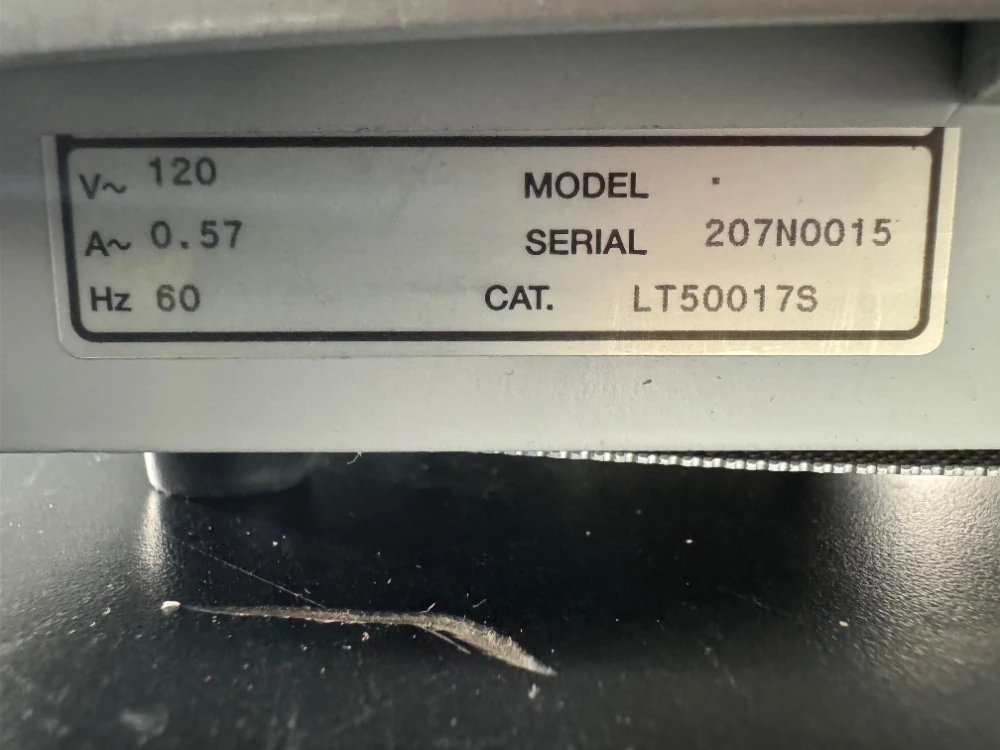 V~ 120 MODEL .
A~ 0.57 SERIAL 207N0015
Hz 60 CAT. LT50017S